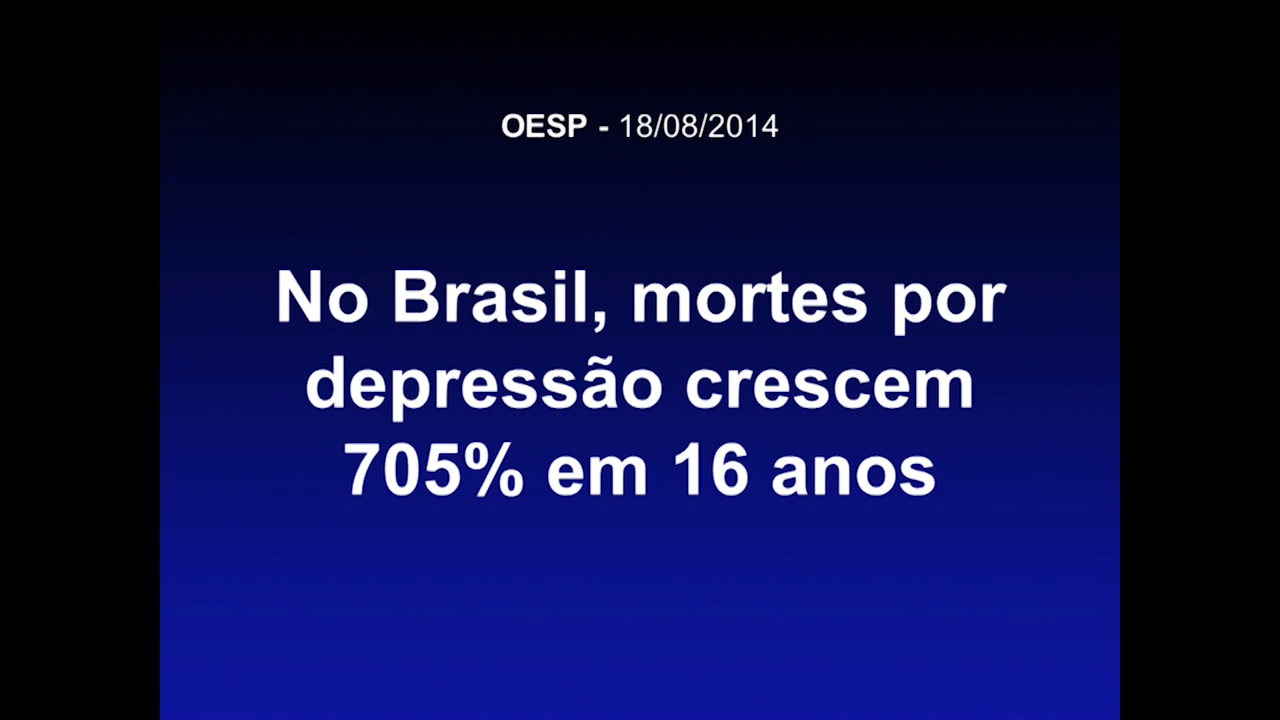 OESP - 18/08/2014
No Brasil, mortes por
depressão crescem
705% em 16 anos